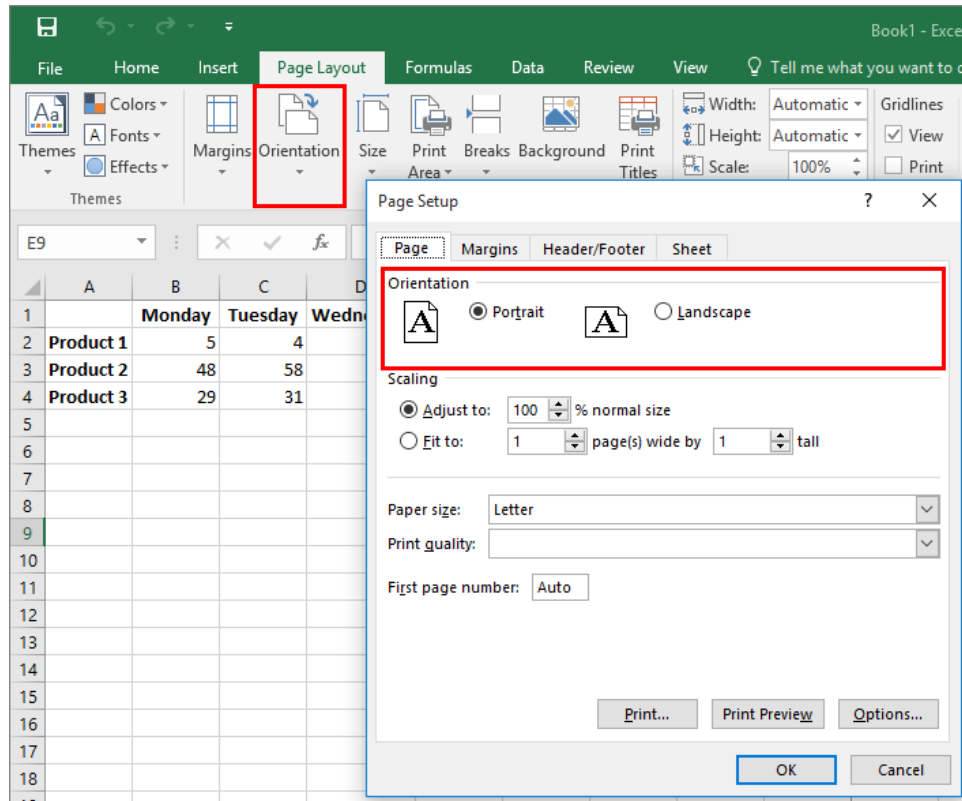 Book1 - Exce
File Home Insert Page Layout Formulas Data Review View Tell me what you want to
Aa Colors Width: Automatic Gridlines
A Fonts Height: Automatic View
Themes Effects Margins Orientation Size Print Area Breaks Background Print Titles Scale: 100% Print
Themes
Page Setup ? X
E9 fx
Page Margins Header/Footer Sheet
A B C D
Orientation
A Portrait A Landscape
1 Monday Tuesday Wedn
2 Product 1 5 4
3 Product 2 48 58
4 Product 3 29 31
5
6
7
8
9
10
11
12
13
14
15
16
17
18
Scaling
Adjust to: 100 % normal size
Fit to: 1 page(s) wide by 1 tall
Paper size: Letter
Print quality:
First page number: Auto
Print... Print Preview Options...
OK Cancel